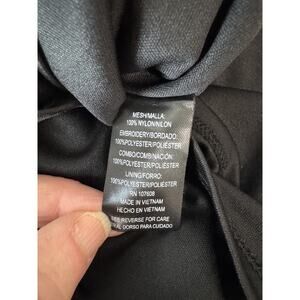 MESH/MALLA:
100% NYLON/NILON
EMBROIDERY/BORDADO:
100%POLYESTER/POLIÉSTER
COMBO/COMBINACIÓN:
100%POLYESTER/POLIÉSTER
LINING/FORRO:
100%POLYESTER/POLIÉSTER
RN 107608
MADE IN VIETNAM
HECHO EN VIETNAM
SEE REVERSE FOR CARE
AL DORSO PARA CUIDADO